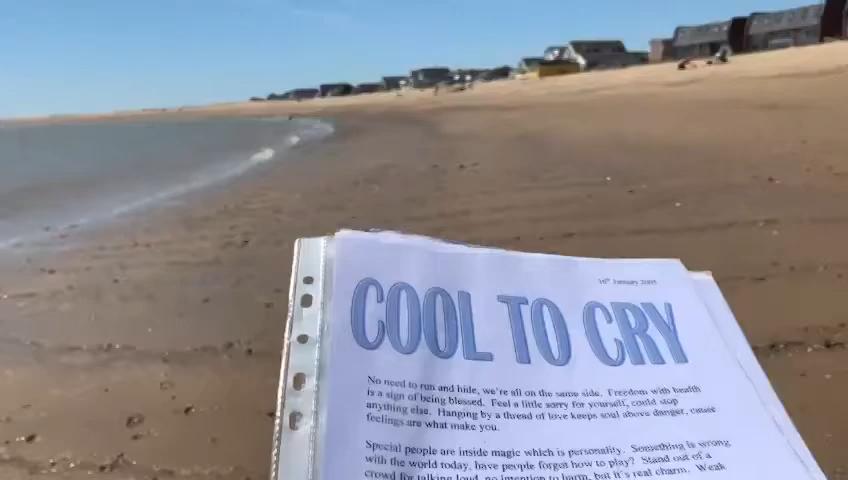 16th January 2005
COOL TO CRY
No need to run and hide, we're all on the same side. Freedom with health
is a sign of being blessed. Feel a little sorry for yourself, could stop
anything else. Hanging by a thread of love keeps soul above danger, cause
feelings are what make you.
Special people are inside magic which is personality. Something is wrong
with the world today, have people forgot how to play? Stand out of a
crowd for talking loud, no intention to harm, but it's real charm. Weak